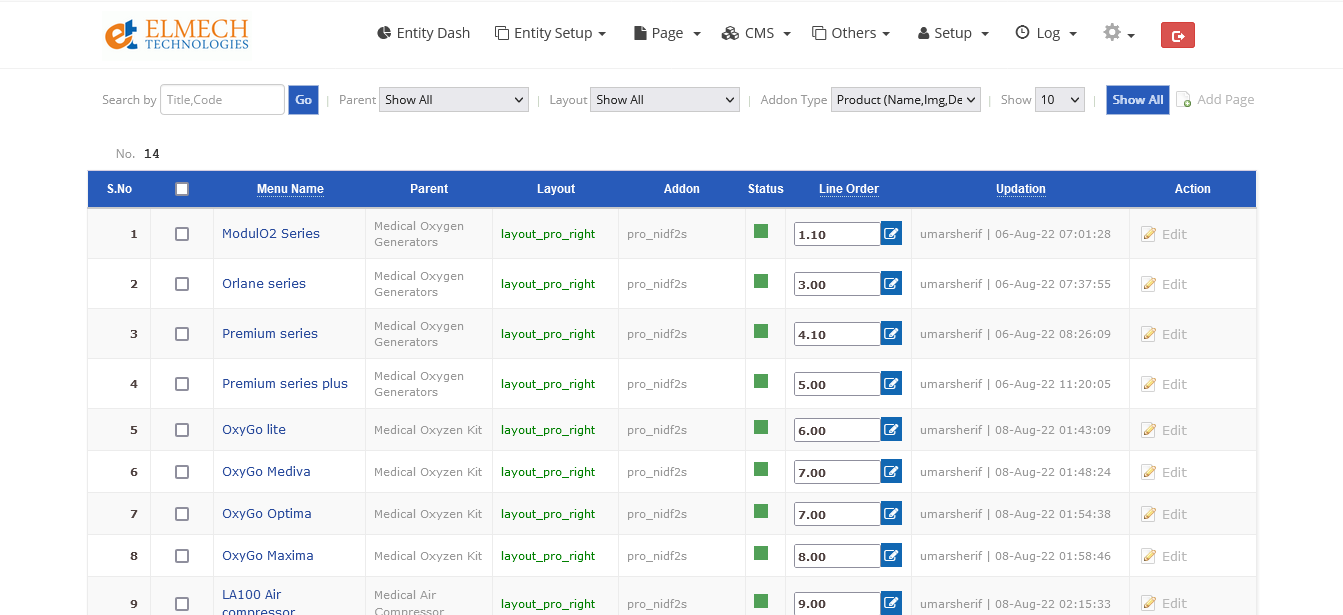 ELMECH
TECHNOLOGIES
Entity Dash Entity Setup Page CMS Others Setup Log
Search by Title,Code Go | Parent Show All | Layout Show All | Addon Type Product (Name,Img,De | Show 10 | Show All Add Page
No. 14
S.No Menu Name Parent Layout Addon Status Line Order Updation Action
1 ModulO2 Series Medical Oxygen Generators layout_pro_right pro_nidf2s 1.10 umarsherif | 06-Aug-22 07:01:28 Edit
2 Orlane series Medical Oxygen Generators layout_pro_right pro_nidf2s 3.00 umarsherif | 06-Aug-22 07:37:55 Edit
3 Premium series Medical Oxygen Generators layout_pro_right pro_nidf2s 4.10 umarsherif | 06-Aug-22 08:26:09 Edit
4 Premium series plus Medical Oxygen Generators layout_pro_right pro_nidf2s 5.00 umarsherif | 06-Aug-22 11:20:05 Edit
5 OxyGo lite Medical Oxyzen Kit layout_pro_right pro_nidf2s 6.00 umarsherif | 08-Aug-22 01:43:09 Edit
6 OxyGo Mediva Medical Oxyzen Kit layout_pro_right pro_nidf2s 7.00 umarsherif | 08-Aug-22 01:48:24 Edit
7 OxyGo Optima Medical Oxyzen Kit layout_pro_right pro_nidf2s 7.00 umarsherif | 08-Aug-22 01:54:38 Edit
8 OxyGo Maxima Medical Oxyzen Kit layout_pro_right pro_nidf2s 8.00 umarsherif | 08-Aug-22 01:58:46 Edit
9 LA100 Air compressor Medical Air Compressor layout_pro_right pro_nidf2s 9.00 umarsherif | 08-Aug-22 02:15:33 Edit